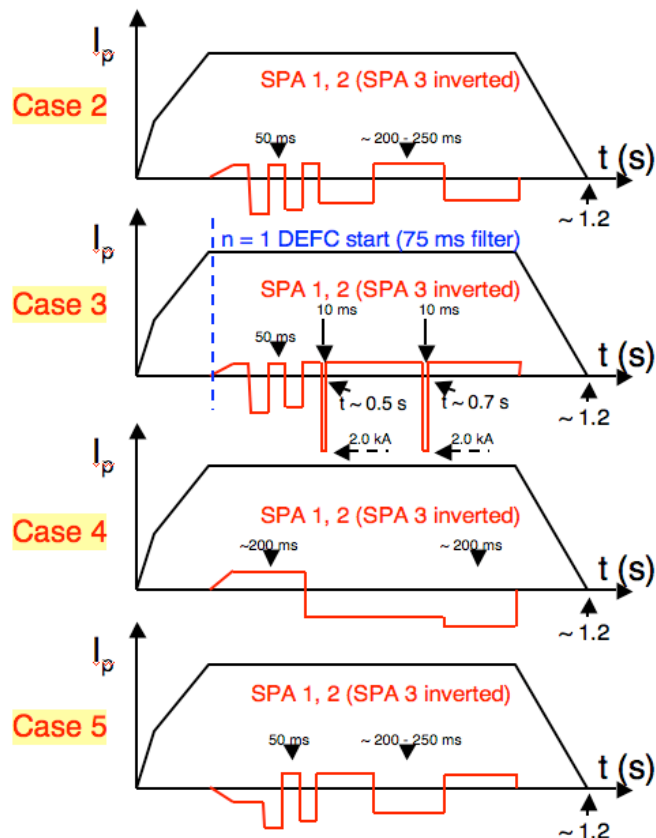 Ip
SPA 1, 2 (SPA 3 inverted)
Case 2
50 ms
~ 200 - 250 ms
t (s)
~ 1.2
Ip
n = 1 DEFC start (75 ms filter)
SPA 1, 2 (SPA 3 inverted)
Case 3
10 ms
10 ms
50 ms
t (s)
t ~ 0.5 s
t ~ 0.7 s
~ 1.2
2.0 kA
2.0 kA
Ip
SPA 1, 2 (SPA 3 inverted)
Case 4
~200 ms
~ 200 ms
t (s)
~ 1.2
Ip
SPA 1, 2 (SPA 3 inverted)
Case 5
50 ms
~ 200 - 250 ms
t (s)
~ 1.2